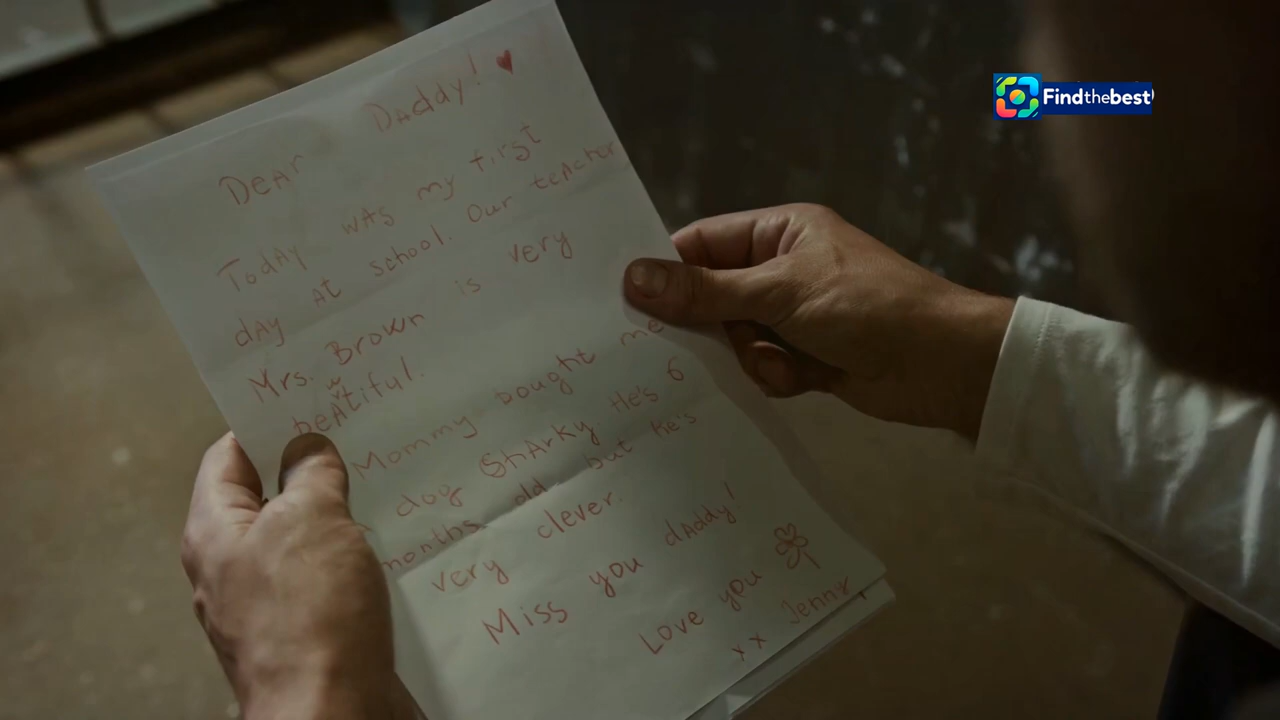 Dear Daddy!
Today was my first
day at school. Our teacher
Mrs. Brown is very
beatiful.
u
Mommy bought me
dog Sharky. He's 6
months old but he's
very clever.
Miss you daddy!
Love you
xx Jenny
Findthebest